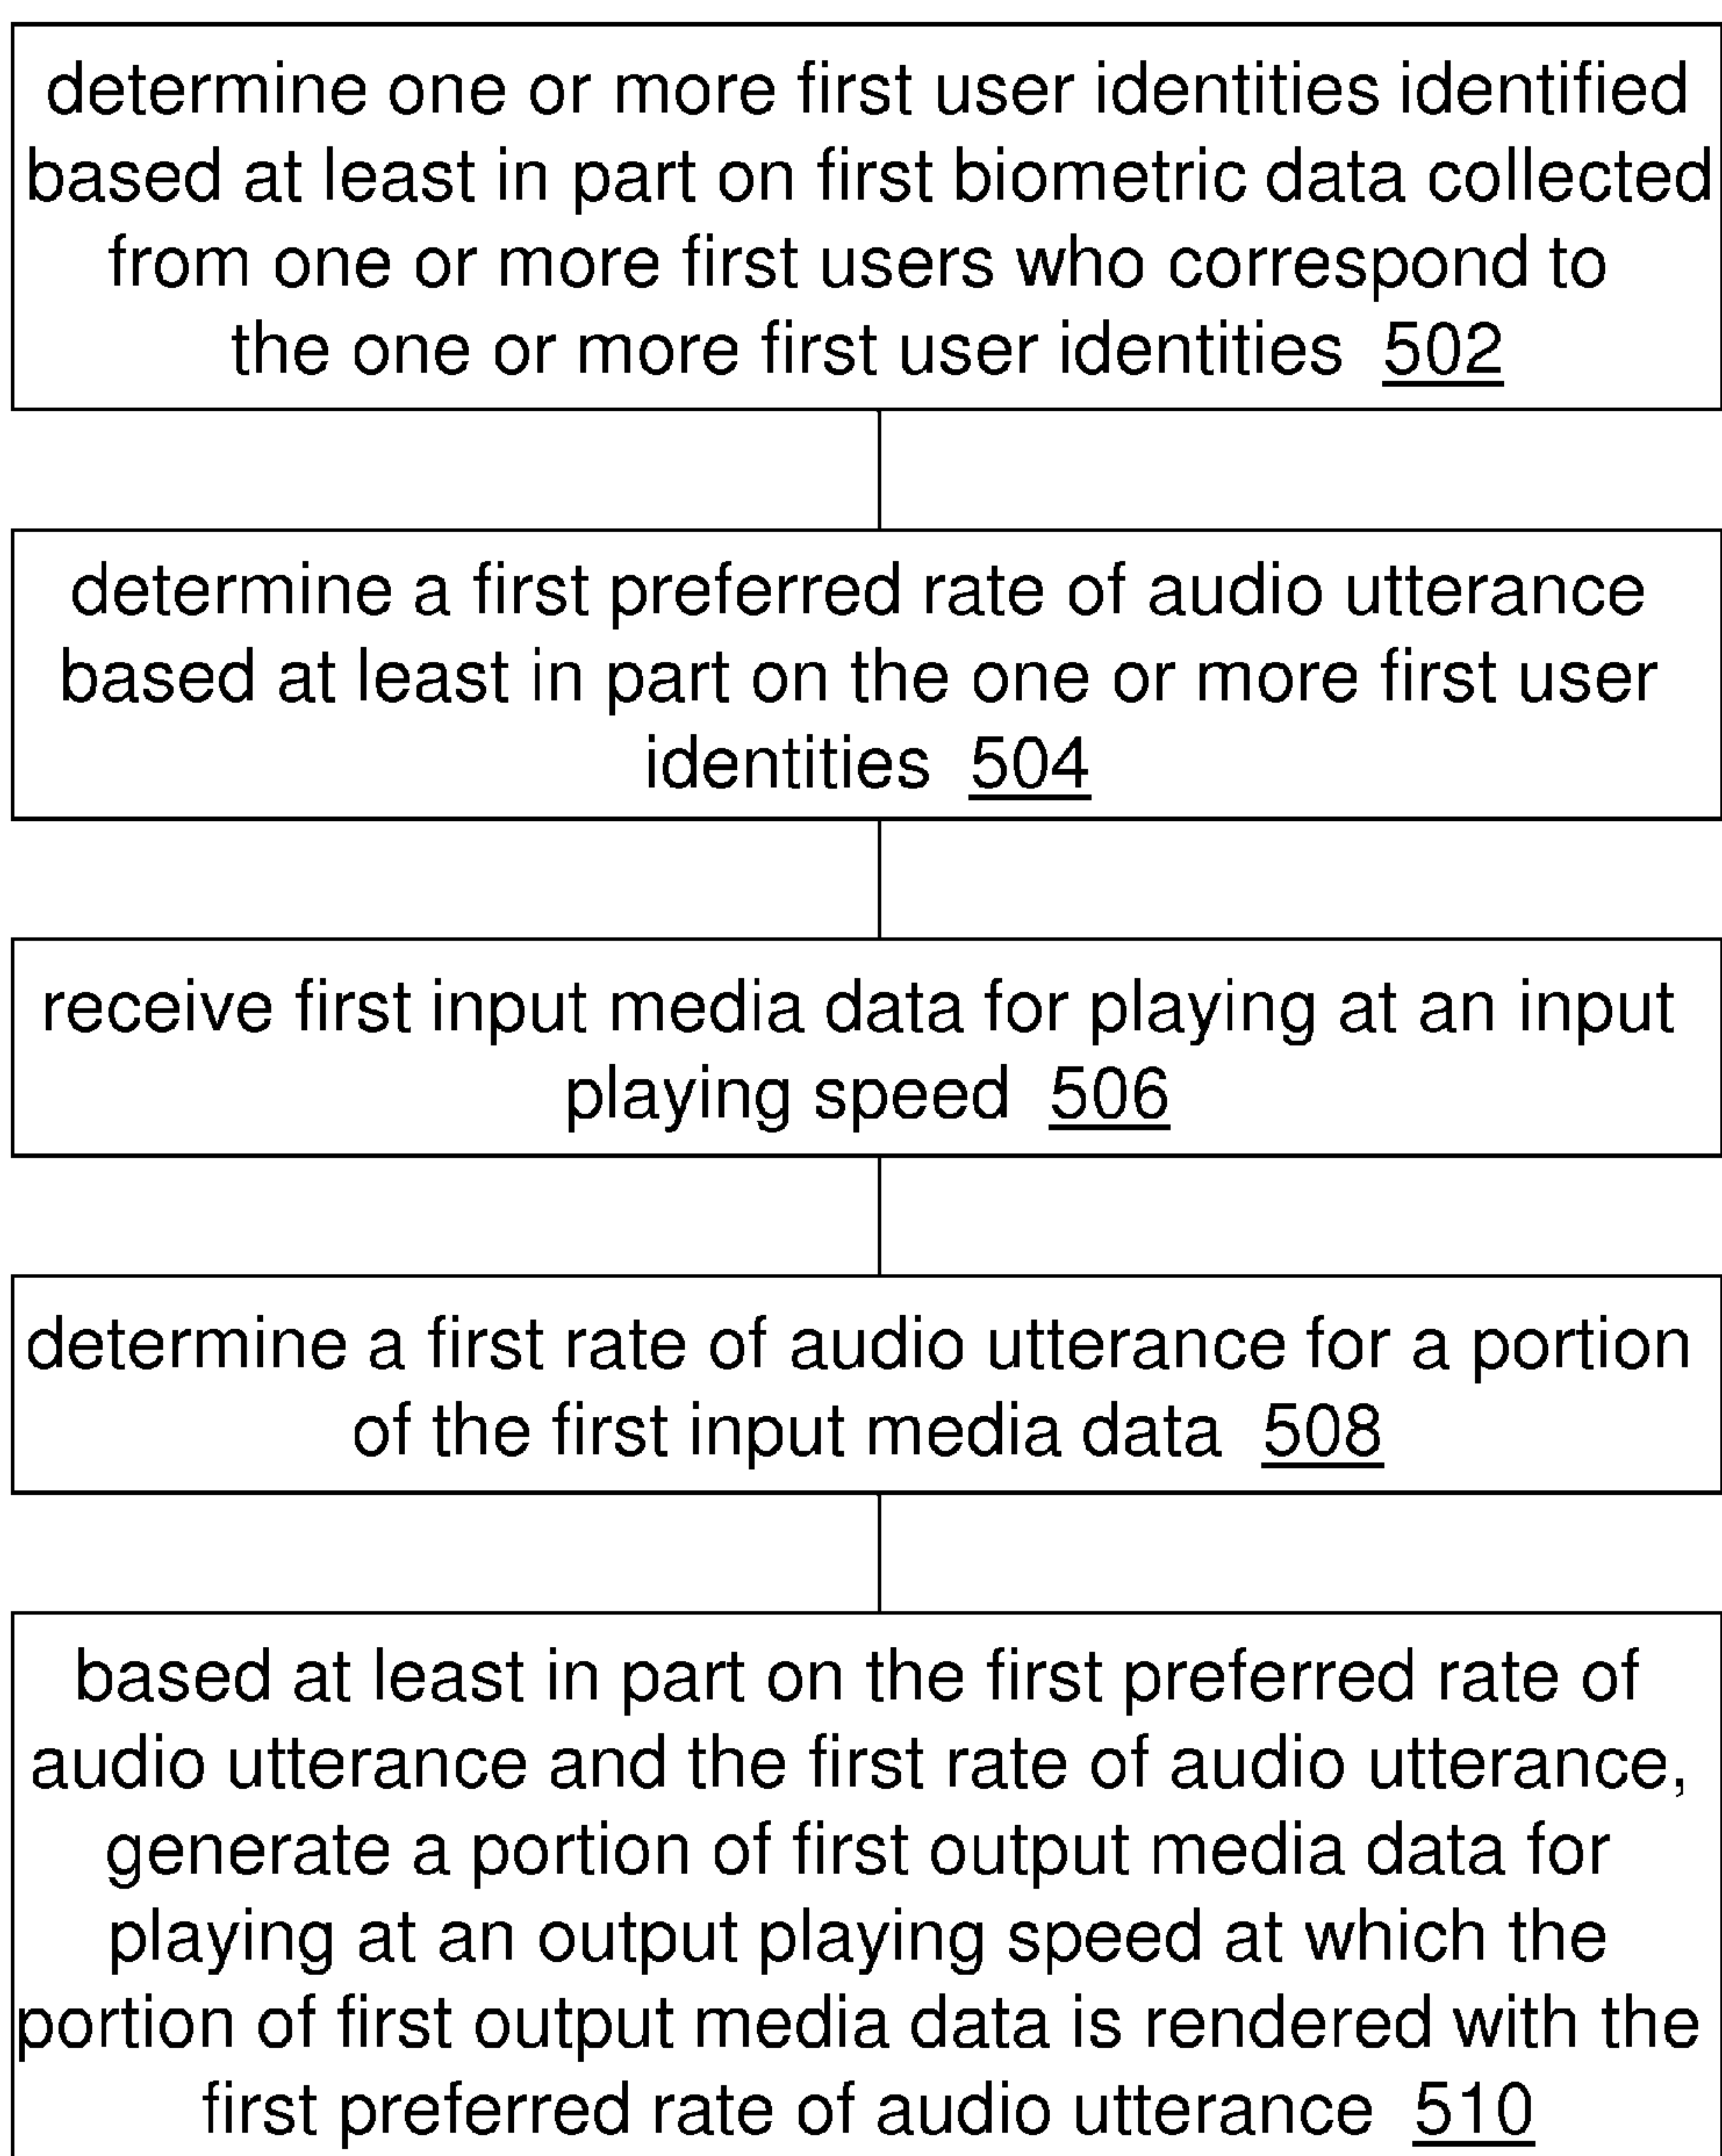 determine one or more first user identities identified
based at least in part on first biometric data collected
from one or more first users who correspond to
the one or more first user identities 502
determine a first preferred rate of audio utterance
based at least in part on the one or more first user
identities 504
receive first input media data for playing at an input
playing speed 506
determine a first rate of audio utterance for a portion
of the first input media data 508
based at least in part on the first preferred rate of
audio utterance and the first rate of audio utterance,
generate a portion of first output media data for
playing at an output playing speed at which the
portion of first output media data is rendered with the
first preferred rate of audio utterance 510